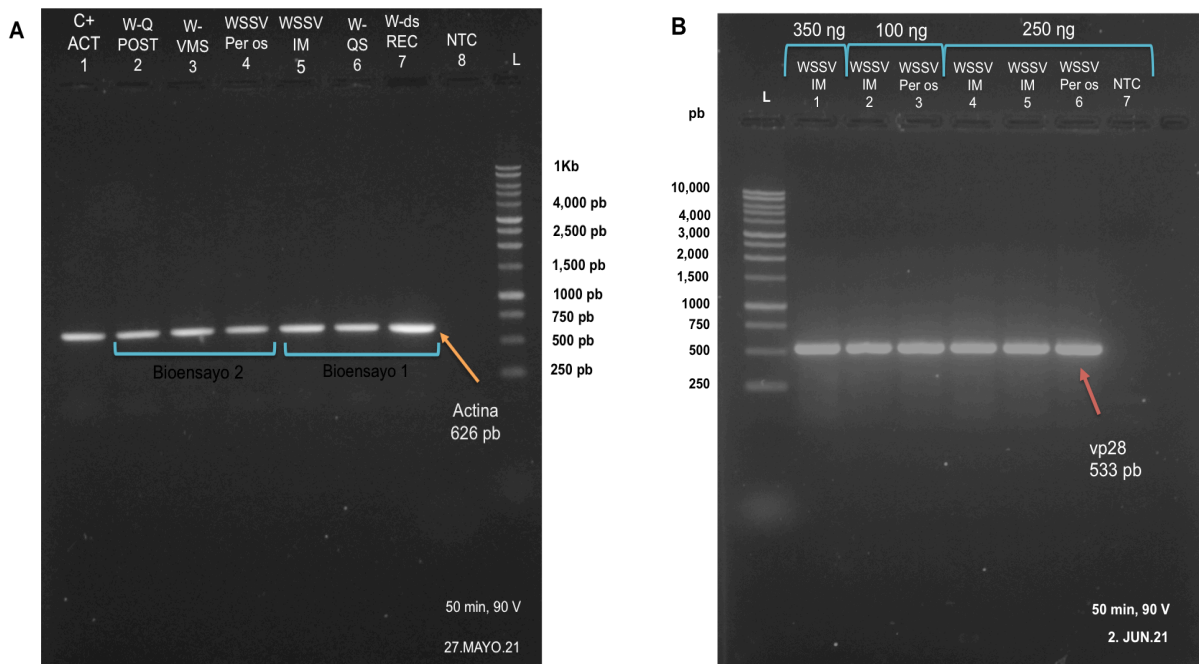 A
C+
ACT
1
W-Q
POST
2
W-
VMS
3
WSSV
Per os
4
WSSV
IM
5
W-
QS
6
W-ds
REC
7
NTC
8
L
1Kb
4,000 pb
2,500 pb
1,500 pb
1000 pb
750 pb
500 pb
250 pb
Bioensayo 2
Bioensayo 1
Actina
626 pb
50 min, 90 V
27.MAYO.21
B
350 ηg
100 ηg
250 ηg
pb
L
WSSV
IM
1
WSSV
IM
2
WSSV
Per os
3
WSSV
IM
4
WSSV
IM
5
WSSV
Per os
6
NTC
7
10,000
4,000
3,000
2,000
1,500
1000
750
500
250
vp28
533 pb
50 min, 90 V
2. JUN.21